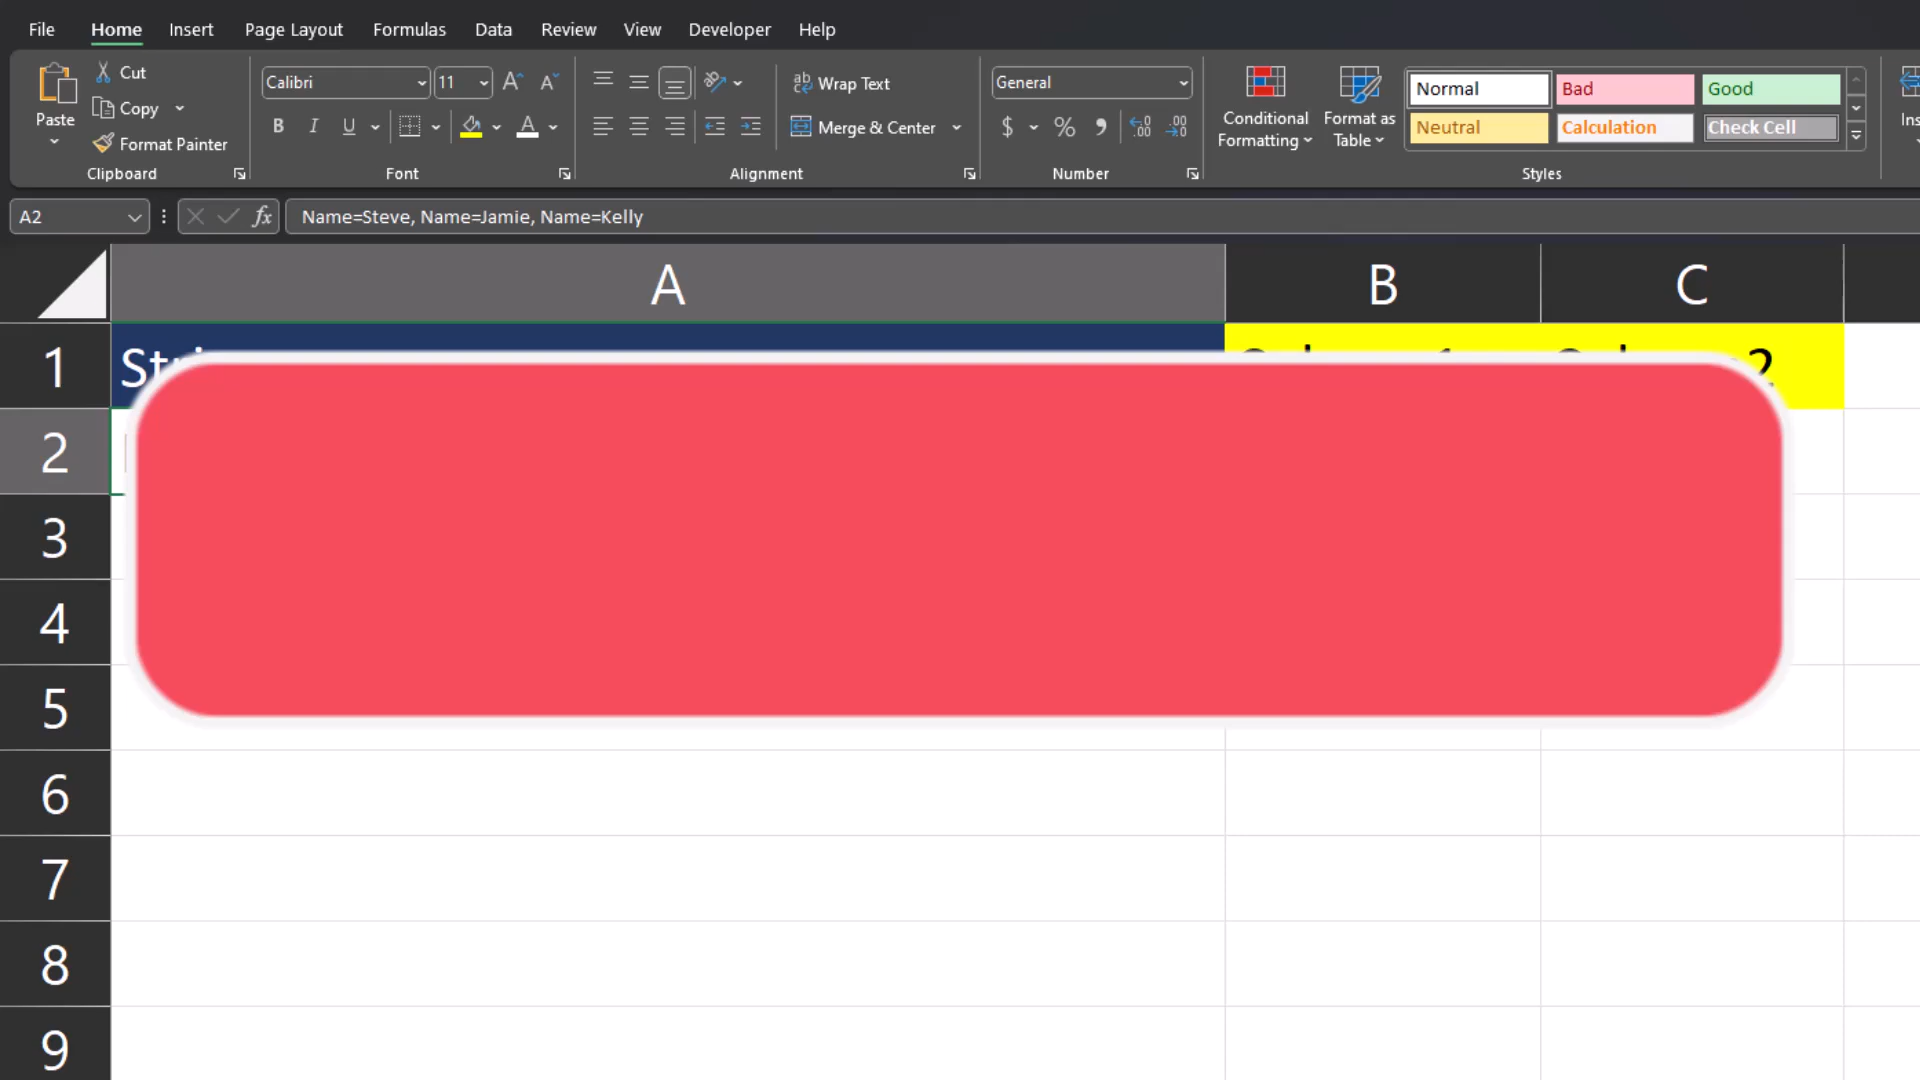 File Home Insert Page Layout Formulas Data Review View Developer Help
Cut
Calibri 11 Wrap Text General Normal Bad Good
Copy
Paste Conditional Formatting Format as Table
B I U Merge & Center $ % Neutral Calculation Check Cell
Format Painter
Clipboard Font Alignment Number Styles
A2 fx Name=Steve, Name=Jamie, Name=Kelly
A B C
1
2
3
4
5
6
7
8
9